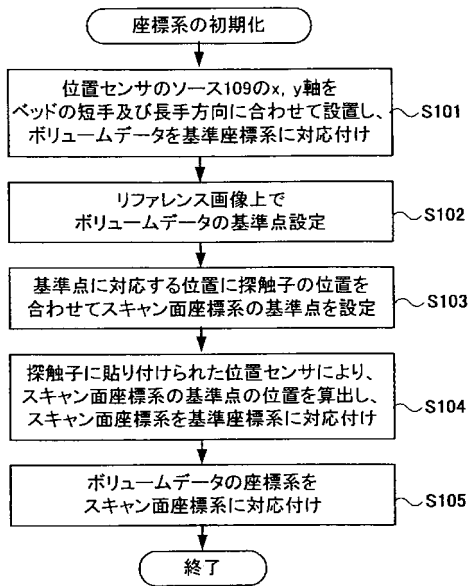 座標系の初期化
位置センサのソース109のx, y軸を
ベッドの短手及び長手方向に合わせて設置し、
ボリュームデータを基準座標系に対応付け
S101
リファレンス画像上で
ボリュームデータの基準点設定
S102
基準点に対応する位置に探触子の位置を
合わせてスキャン面座標系の基準点を設定
S103
探触子に貼り付けられた位置センサにより、
スキャン面座標系の基準点の位置を算出し、
スキャン面座標系を基準座標系に対応付け
S104
ボリュームデータの座標系を
スキャン面座標系に対応付け
S105
終了